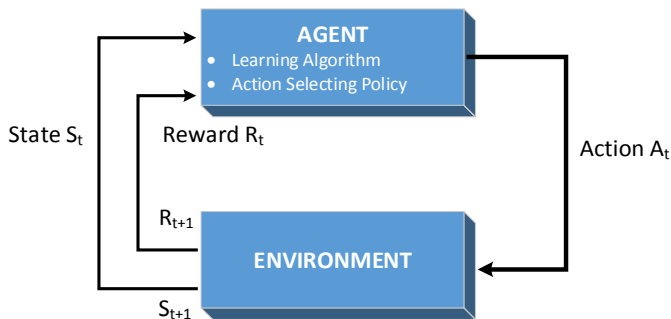 AGENT
• Learning Algorithm
• Action Selecting Policy
State Sₜ
Reward Rₜ
Action Aₜ
Rₜ₊₁
ENVIRONMENT
Sₜ₊₁